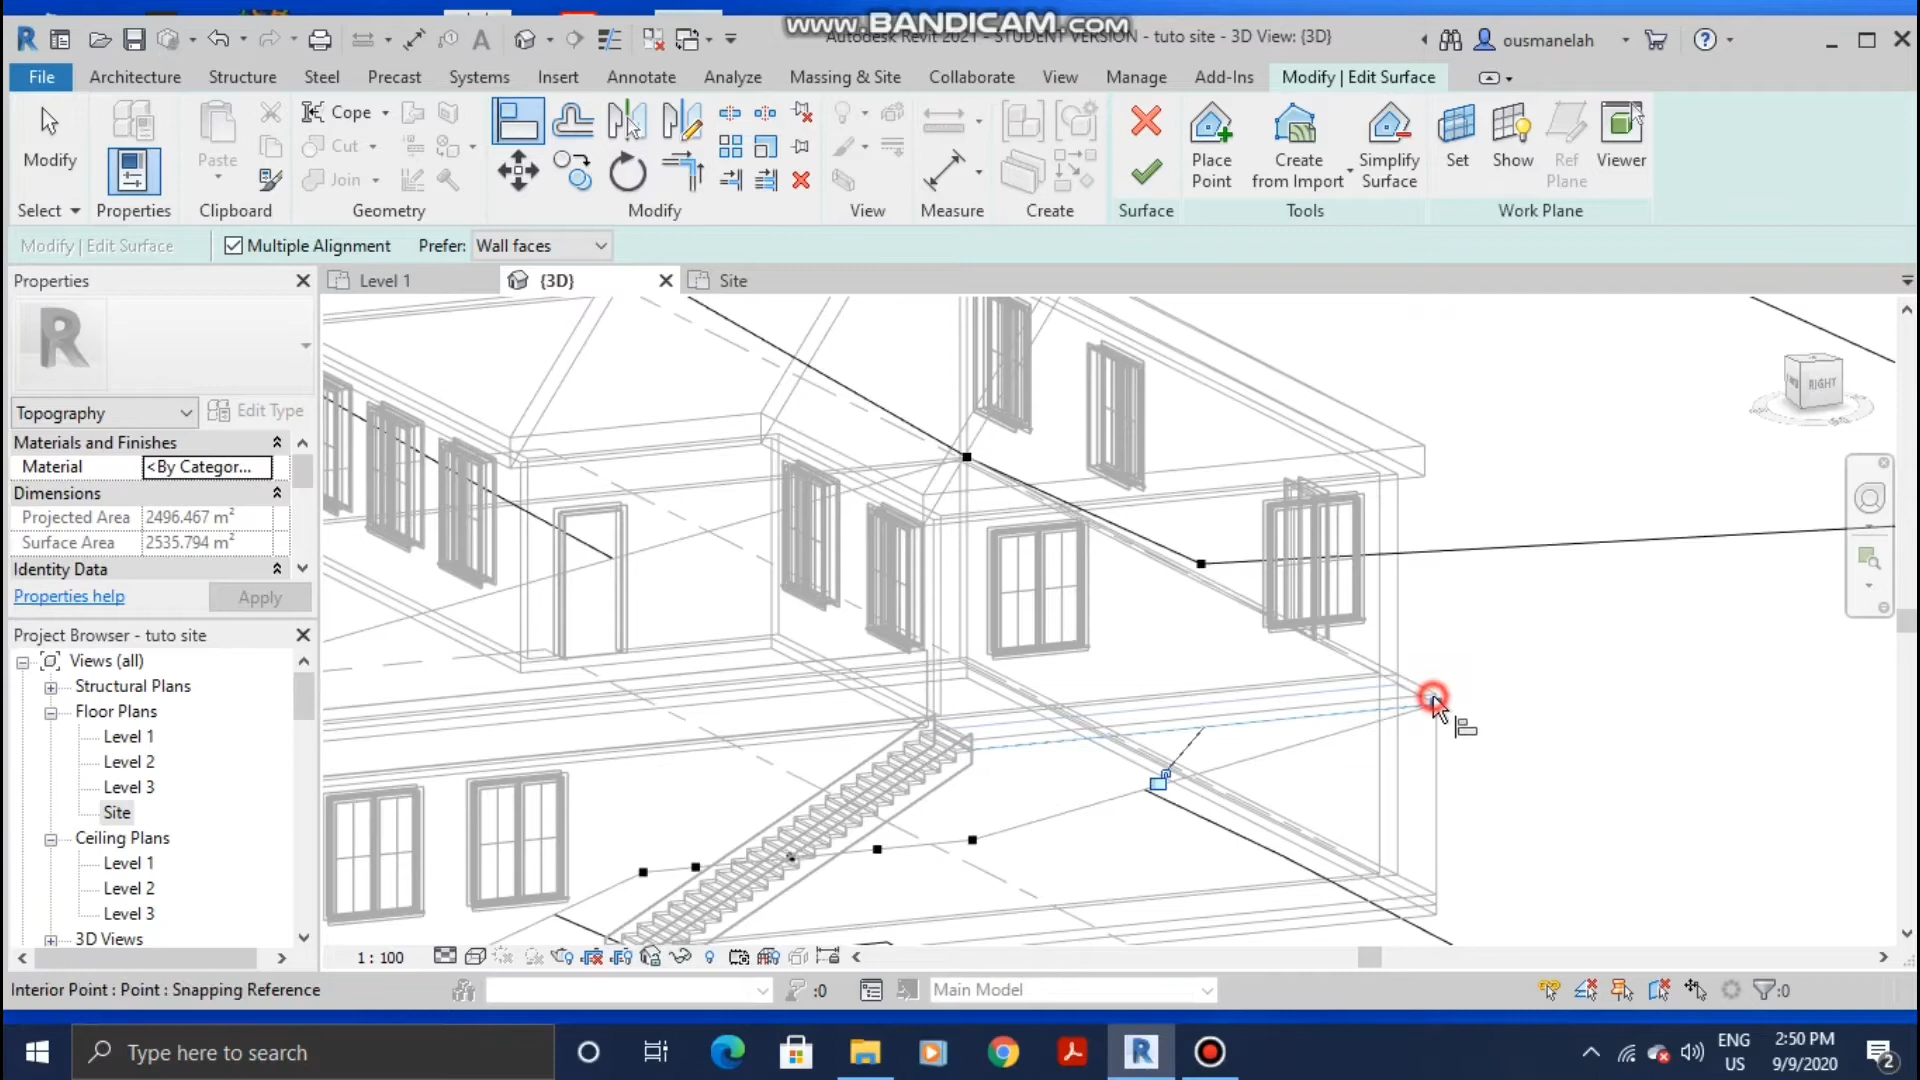 www.BANDICAM.com
Autodesk Revit 2021 - STUDENT VERSION - tuto site - 3D View: {3D}
ousmanelah
File Architecture Structure Steel Precast Systems Insert Annotate Analyze Massing & Site Collaborate View Manage Add-Ins Modify | Edit Surface
Modify
Paste
Cope
Cut
Join
Place Point
Create from Import
Simplify Surface
Set
Show
Ref Plane
Viewer
Select Properties Clipboard Geometry Modify View Measure Create Surface Tools Work Plane
Modify | Edit Surface
Multiple Alignment
Prefer: Wall faces
Properties
Level 1
{3D}
Site
RIGHT
Topography
Edit Type
Materials and Finishes
Material <By Categor...
Dimensions
Projected Area 2496.467 m²
Surface Area 2535.794 m²
Identity Data
Properties help
Apply
Project Browser - tuto site
Views (all)
Structural Plans
Floor Plans
Level 1
Level 2
Level 3
Site
Ceiling Plans
Level 1
Level 2
Level 3
3D Views
1 : 100
Interior Point : Point : Snapping Reference
:0
Main Model
:0
Type here to search
ENG
US
2:50 PM
9/9/2020
2